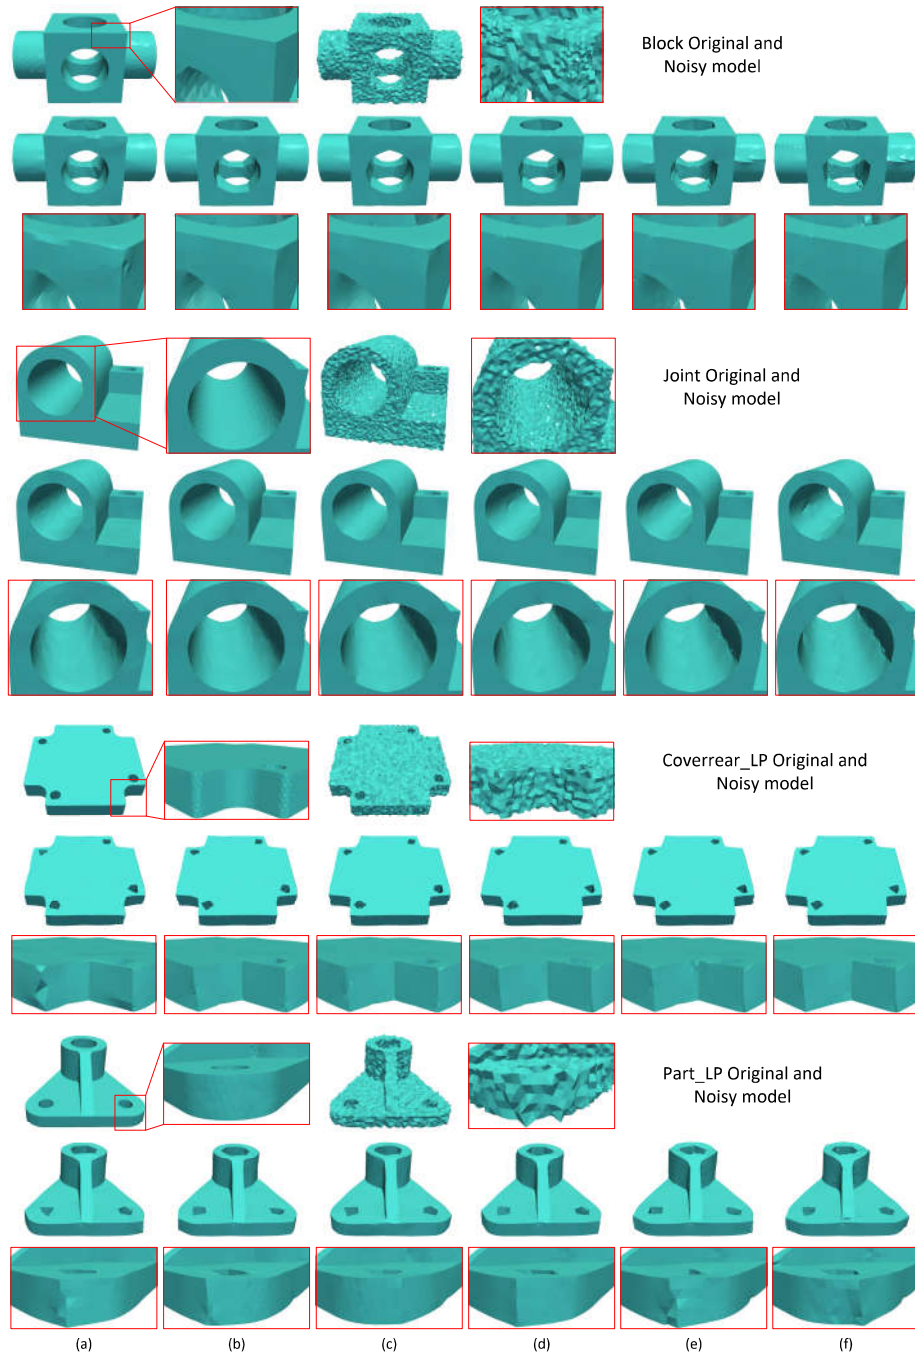 Block Original and
Noisy model
Joint Original and
Noisy model
Coverrear_LP Original and
Noisy model
Part_LP Original and
Noisy model
(a) (b) (c) (d) (e) (f)